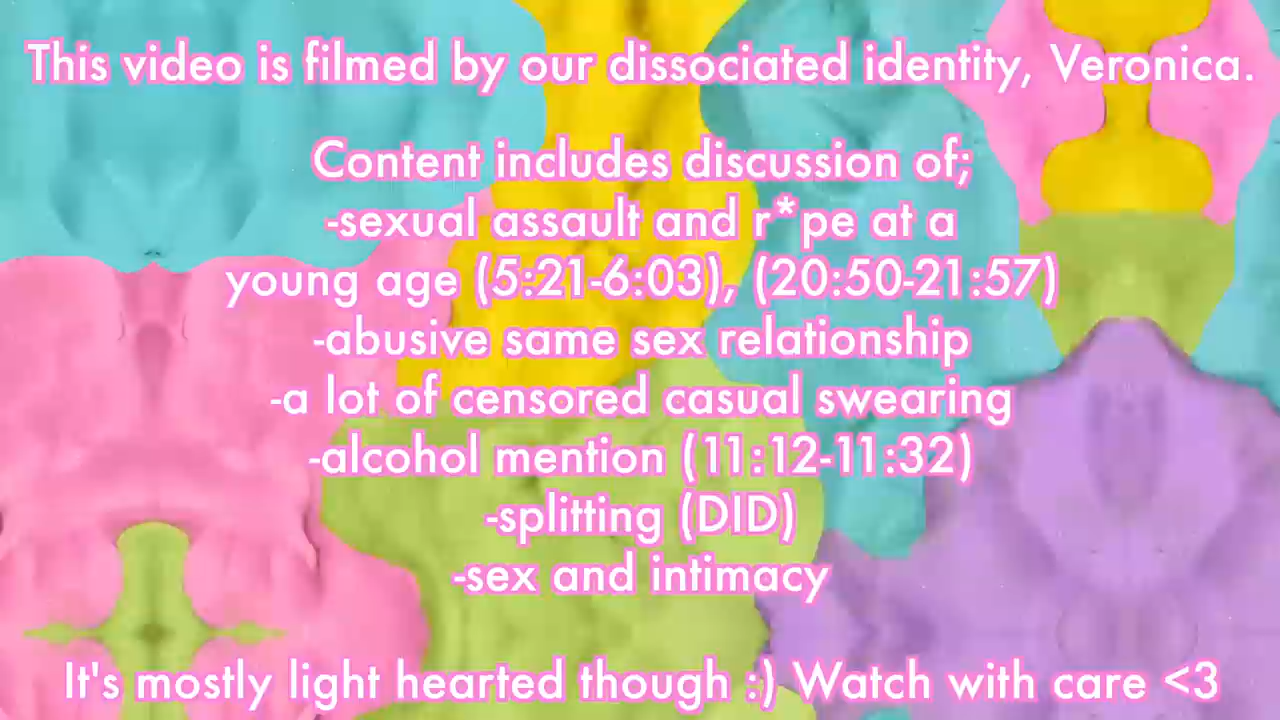 This video is filmed by our dissociated identity, Veronica.
Content includes discussion of;
-sexual assault and r*pe at a
young age (5:21-6:03), (20:50-21:57)
-abusive same sex relationship
-a lot of censored casual swearing
-alcohol mention (11:12-11:32)
-splitting (DID)
-sex and intimacy
It's mostly light hearted though :) Watch with care <3